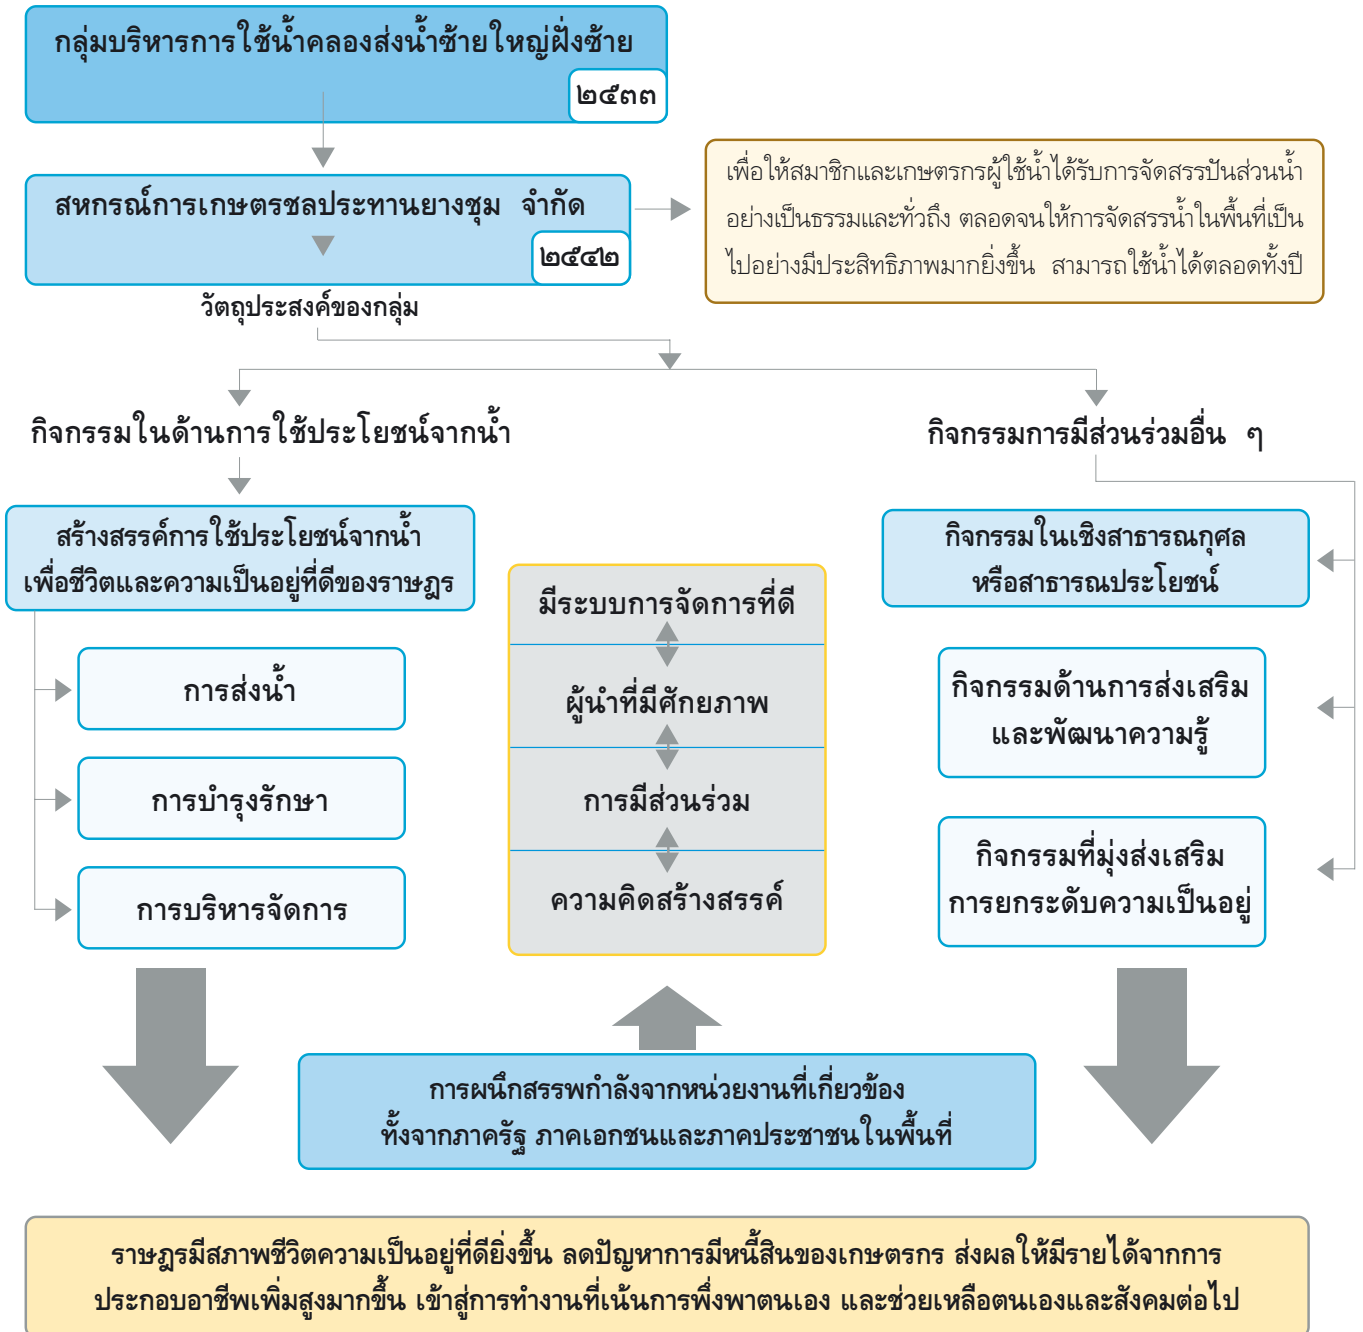 กลุ่มบริหารการใช้น้ำคลองส่งน้ำซ้ายใหญ่ฝั่งซ้าย
๒๕๓๓
สหกรณ์การเกษตรชลประทานยางชุม จำกัด
๒๕๔๒
เพื่อให้สมาชิกและเกษตรกรผู้ใช้น้ำได้รับการจัดสรรปันส่วนน้ำ
อย่างเป็นธรรมและทั่วถึง ตลอดจนให้การจัดสรรน้ำในพื้นที่เป็น
ไปอย่างมีประสิทธิภาพมากยิ่งขึ้น สามารถใช้น้ำได้ตลอดทั้งปี
วัตถุประสงค์ของกลุ่ม
กิจกรรมในด้านการใช้ประโยชน์จากน้ำ
สร้างสรรค์การใช้ประโยชน์จากน้ำ
เพื่อชีวิตและความเป็นอยู่ที่ดีของราษฎร
การส่งน้ำ
การบำรุงรักษา
การบริหารจัดการ
มีระบบการจัดการที่ดี
ผู้นำที่มีศักยภาพ
การมีส่วนร่วม
ความคิดสร้างสรรค์
กิจกรรมการมีส่วนร่วมอื่น ๆ
กิจกรรมในเชิงสาธารณกุศล
หรือสาธารณประโยชน์
กิจกรรมด้านการส่งเสริม
และพัฒนาความรู้
กิจกรรมที่มุ่งส่งเสริม
การยกระดับความเป็นอยู่
การผนึกสรรพกำลังจากหน่วยงานที่เกี่ยวข้อง
ทั้งจากภาครัฐ ภาคเอกชนและภาคประชาชนในพื้นที่
ราษฎรมีสภาพชีวิตความเป็นอยู่ที่ดียิ่งขึ้น ลดปัญหาการมีหนี้สินของเกษตรกร ส่งผลให้มีรายได้จากการ
ประกอบอาชีพเพิ่มสูงมากขึ้น เข้าสู่การทำงานที่เน้นการพึ่งพาตนเอง และช่วยเหลือตนเองและสังคมต่อไป